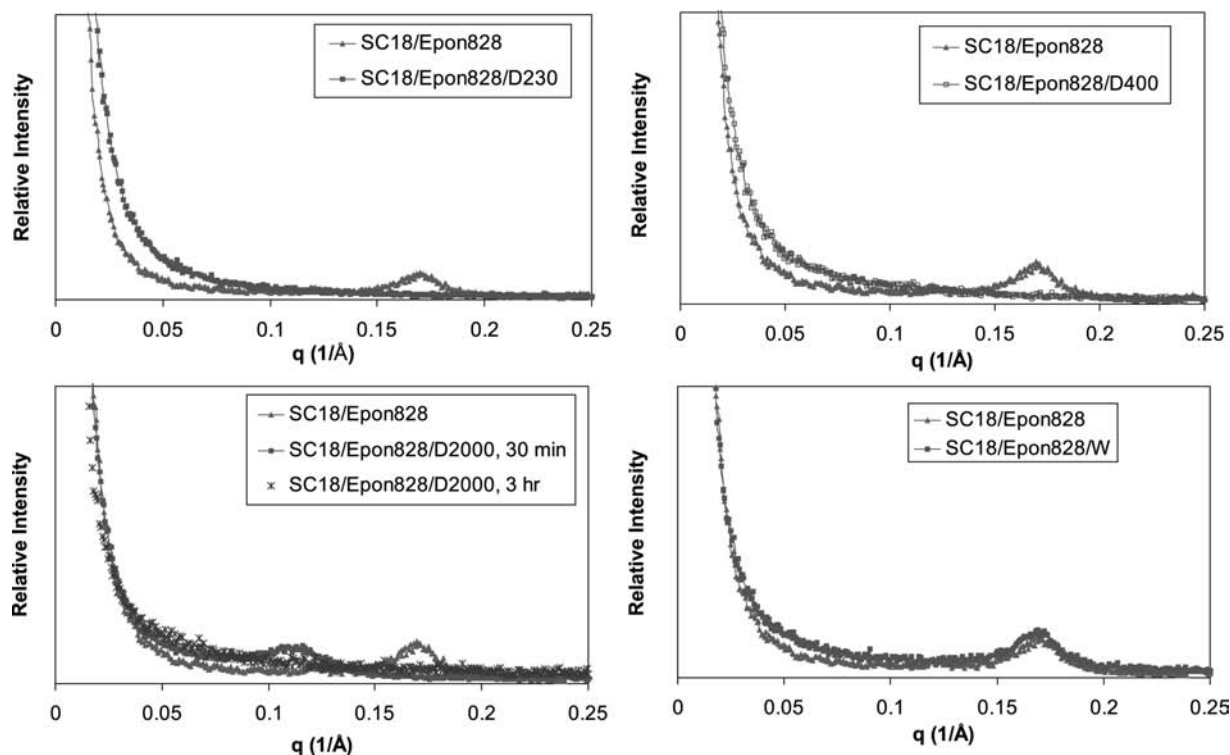 Relative Intensity
SC18/Epon828
SC18/Epon828/D230
0 0.05 0.1 0.15 0.2 0.25
q (1/Å)
Relative Intensity
SC18/Epon828
SC18/Epon828/D400
0 0.05 0.1 0.15 0.2 0.25
q (1/Å)
Relative Intensity
SC18/Epon828
SC18/Epon828/D2000, 30 min
SC18/Epon828/D2000, 3 hr
0 0.05 0.1 0.15 0.2 0.25
q (1/Å)
Relative Intensity
SC18/Epon828
SC18/Epon828/W
0 0.05 0.1 0.15 0.2 0.25
q (1/Å)